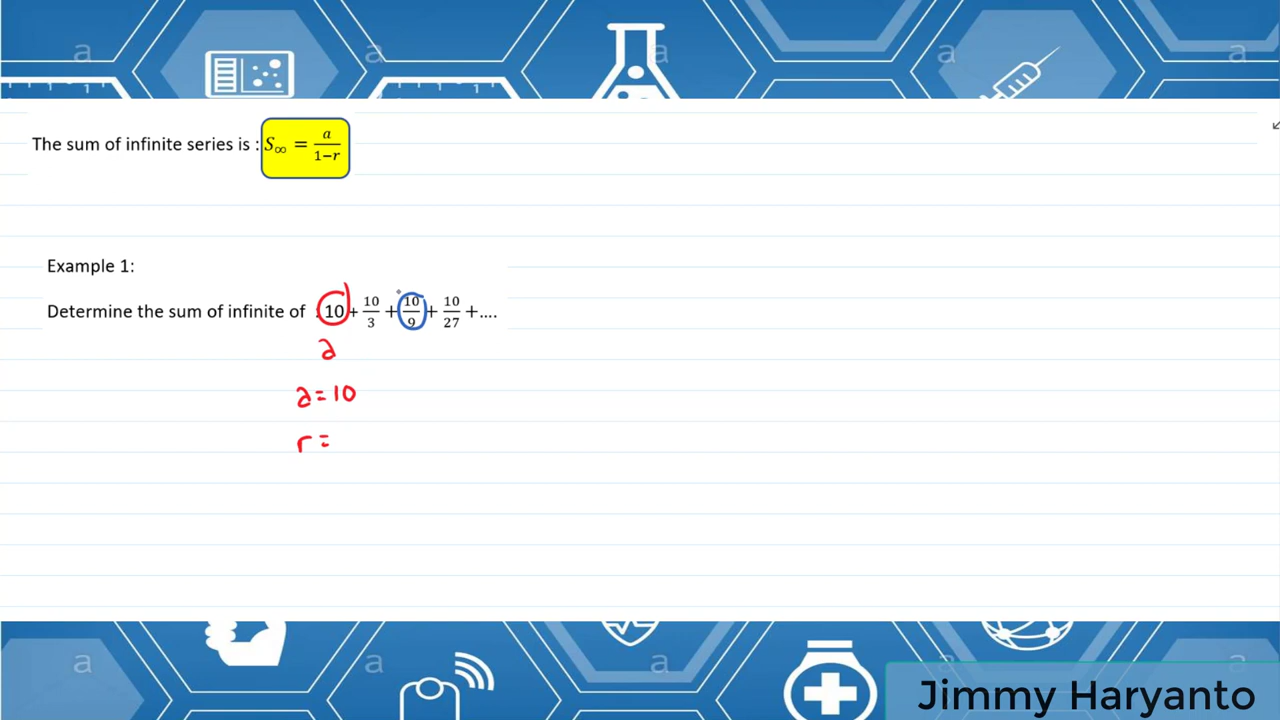 The sum of infinite series is : S∞ = a/(1−r)
Example 1:
Determine the sum of infinite of : 10 + 10/3 + 10/9 + 10/27 + ....
a
a = 10
r =
Jimmy Haryanto